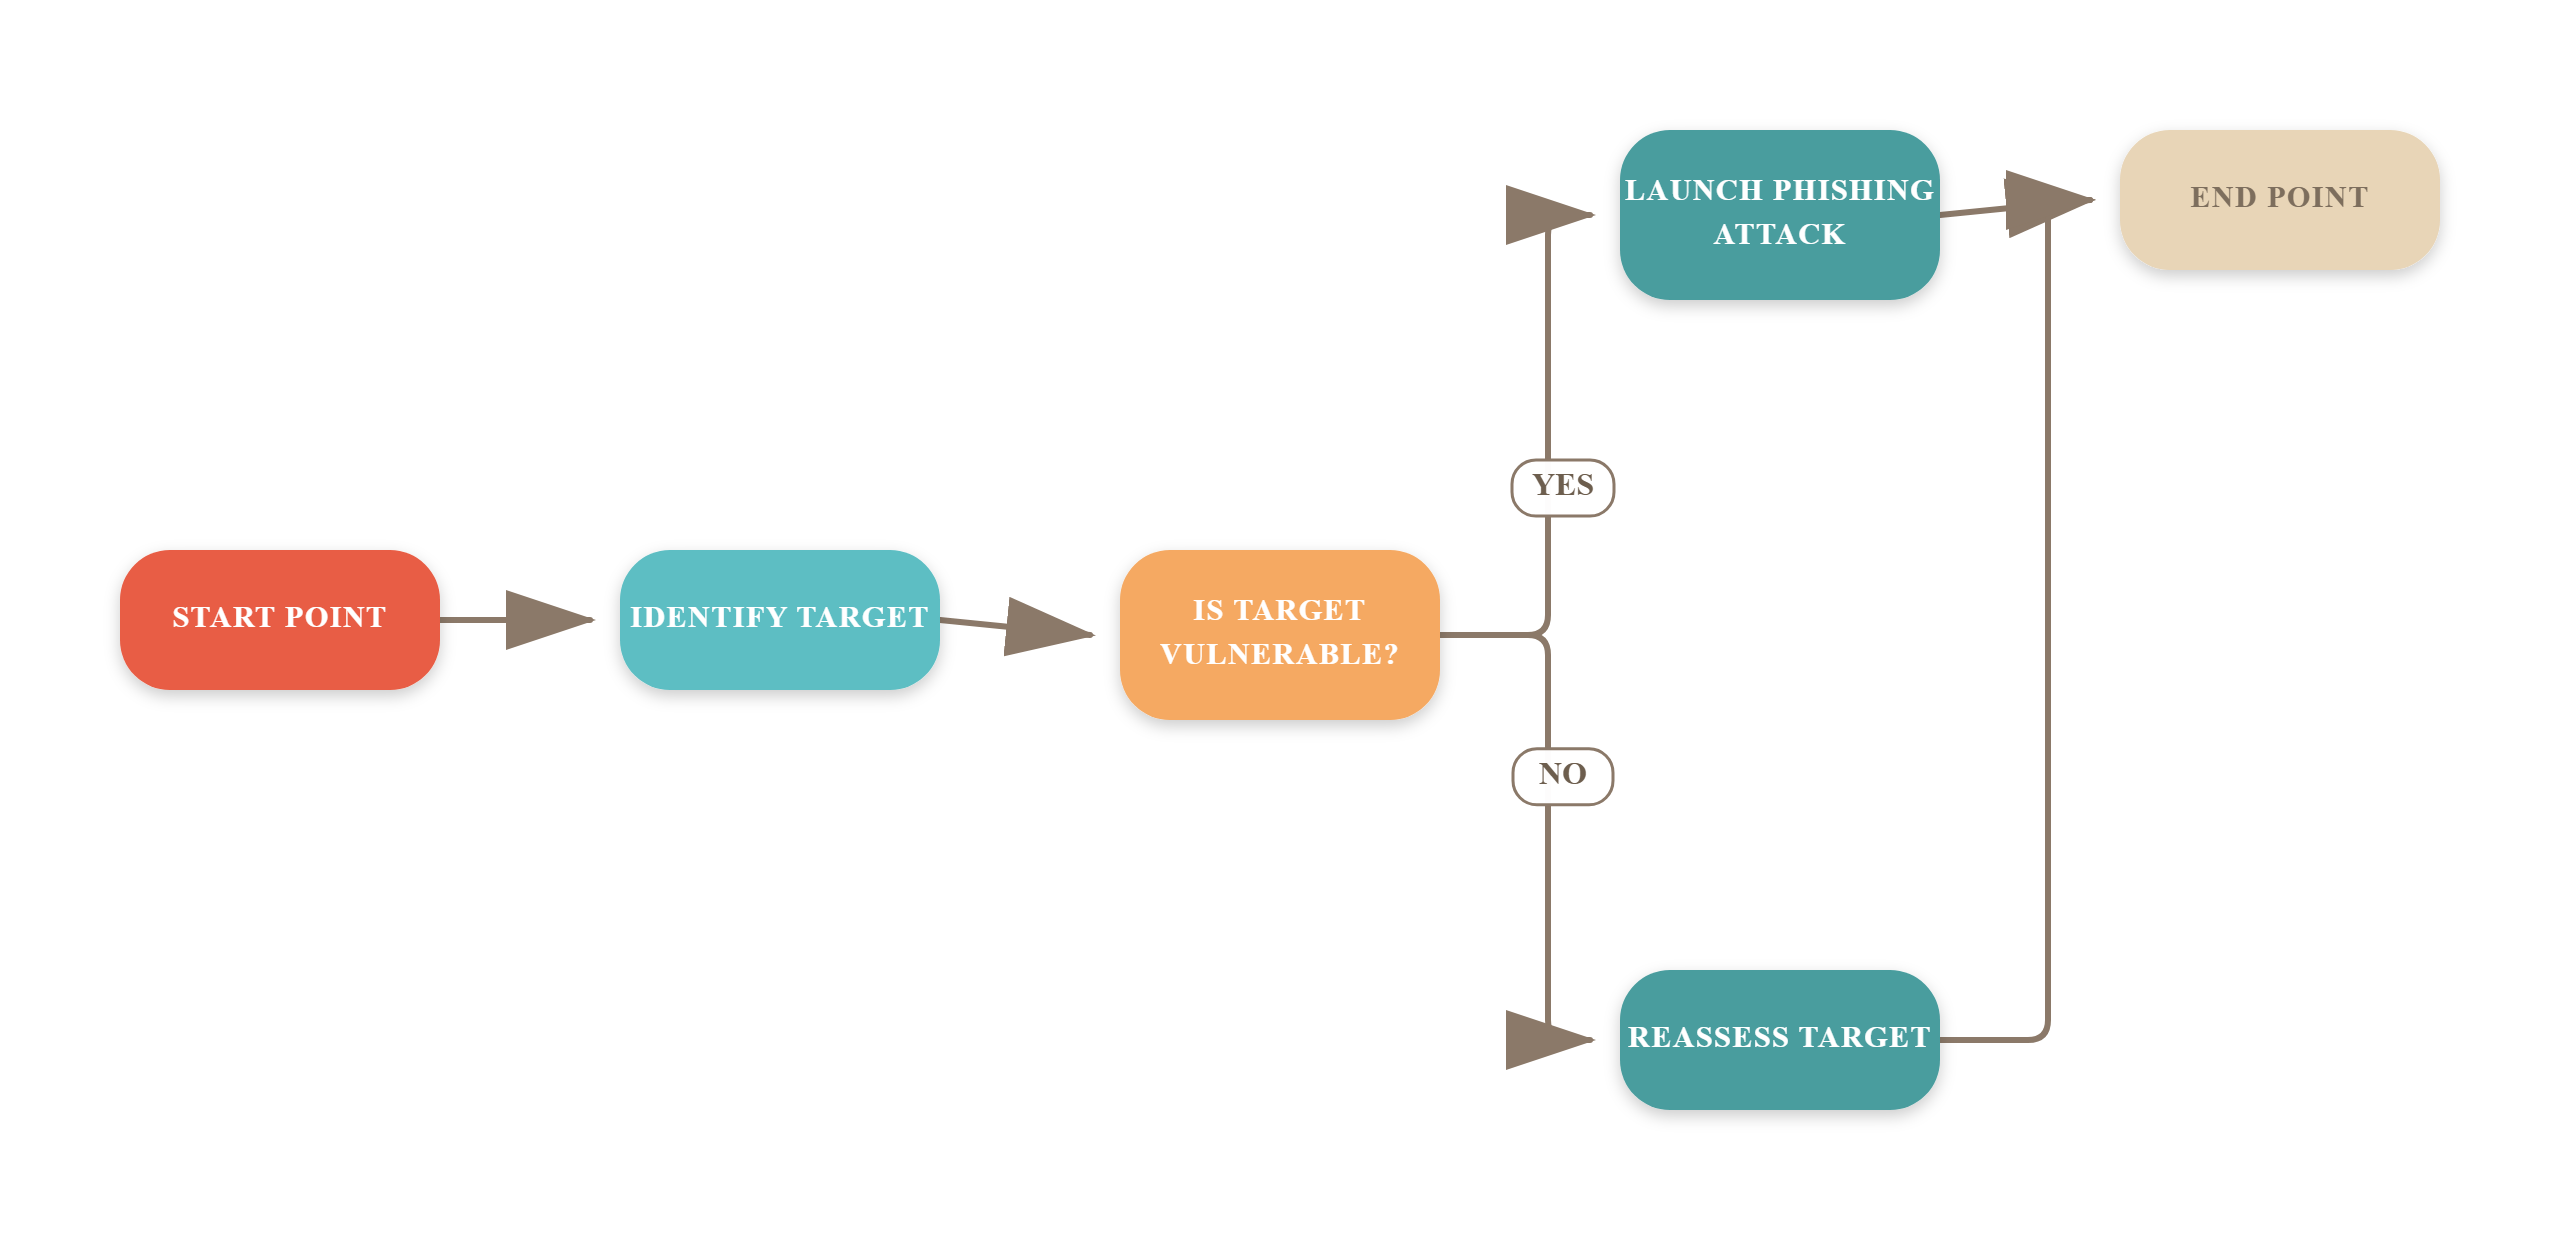 START POINT
IDENTIFY TARGET
IS TARGET
VULNERABLE?
YES
NO
LAUNCH PHISHING
ATTACK
REASSESS TARGET
END POINT